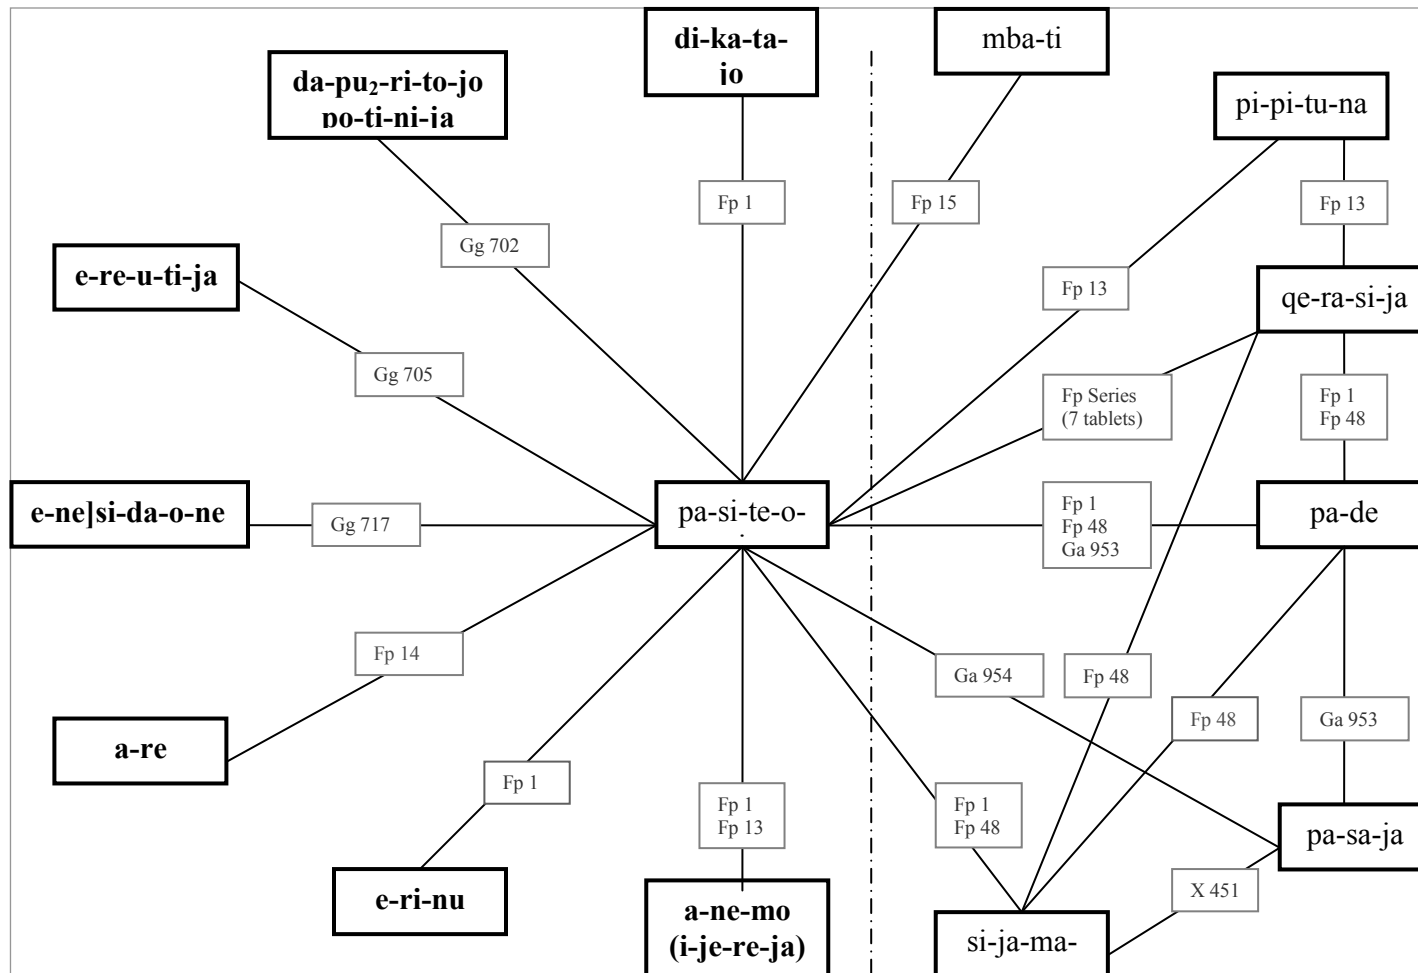 di-ka-ta-
jo
mba-ti
da-pu₂-ri-to-jo
po-ti-ni-ja
pi-pi-tu-na
Fp 1
Fp 15
Fp 13
Gg 702
e-re-u-ti-ja
Fp 13
qe-ra-si-ja
Gg 705
Fp Series
(7 tablets)
Fp 1
Fp 48
e-ne]si-da-o-ne
Gg 717
pa-si-te-o-
Fp 1
Fp 48
Ga 953
pa-de
Fp 14
Ga 954
Fp 48
Fp 48
Ga 953
a-re
Fp 1
Fp 1
Fp 13
Fp 1
Fp 48
pa-sa-ja
X 451
e-ri-nu
a-ne-mo
(i-je-re-ja)
si-ja-ma-